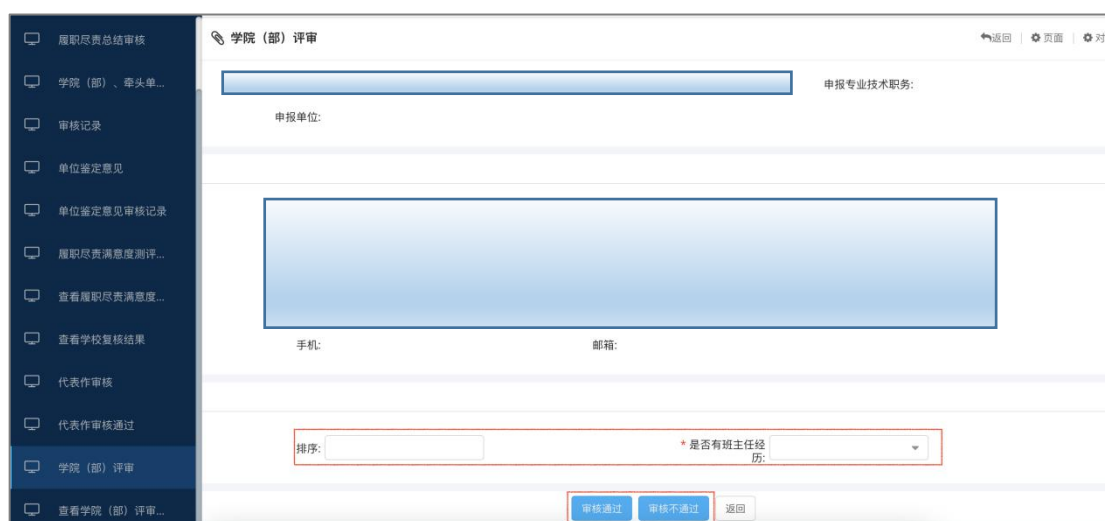 履职尽责总结审核
学院（部）、牵头单...
审核记录
单位鉴定意见
单位鉴定意见审核记录
履职尽责满意度测评...
查看履职尽责满意度...
查看学校复核结果
代表作审核
代表作审核通过
学院（部）评审
查看学院（部）评审...
学院（部）评审
返回 页面 对
申报专业技术职务:
申报单位:
手机: 邮箱:
排序: * 是否有班主任经
历:
审核通过 审核不通过 返回